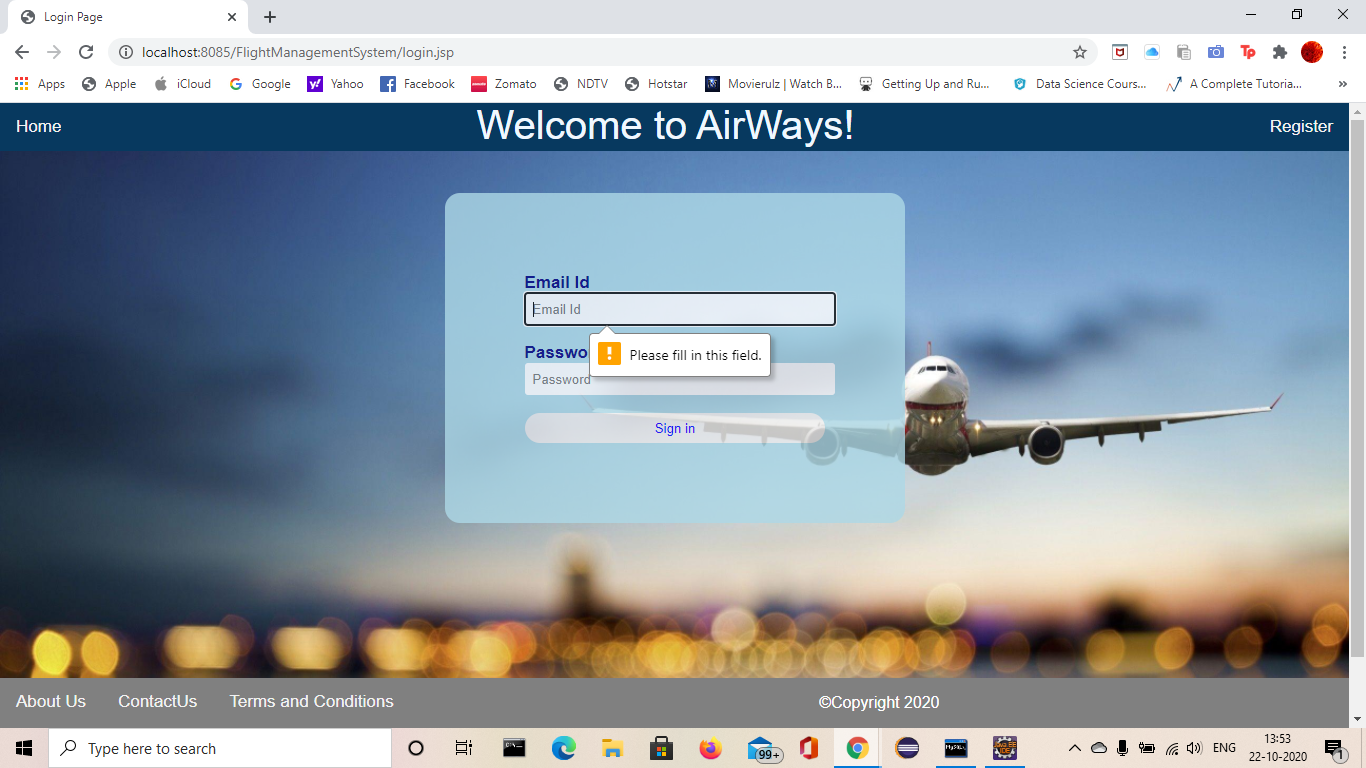 Login Page
localhost:8085/FlightManagementSystem/login.jsp
Apps Apple iCloud Google Yahoo Facebook Zomato NDTV Hotstar Movierulz | Watch B... Getting Up and Ru... Data Science Cours... A Complete Tutoria... »
Home Welcome to AirWays! Register
Email Id
Email Id
Passwo
Please fill in this field.
Password
Sign in
About Us ContactUs Terms and Conditions ©Copyright 2020
Type here to search 99+ ENG 13:53
22-10-2020 1